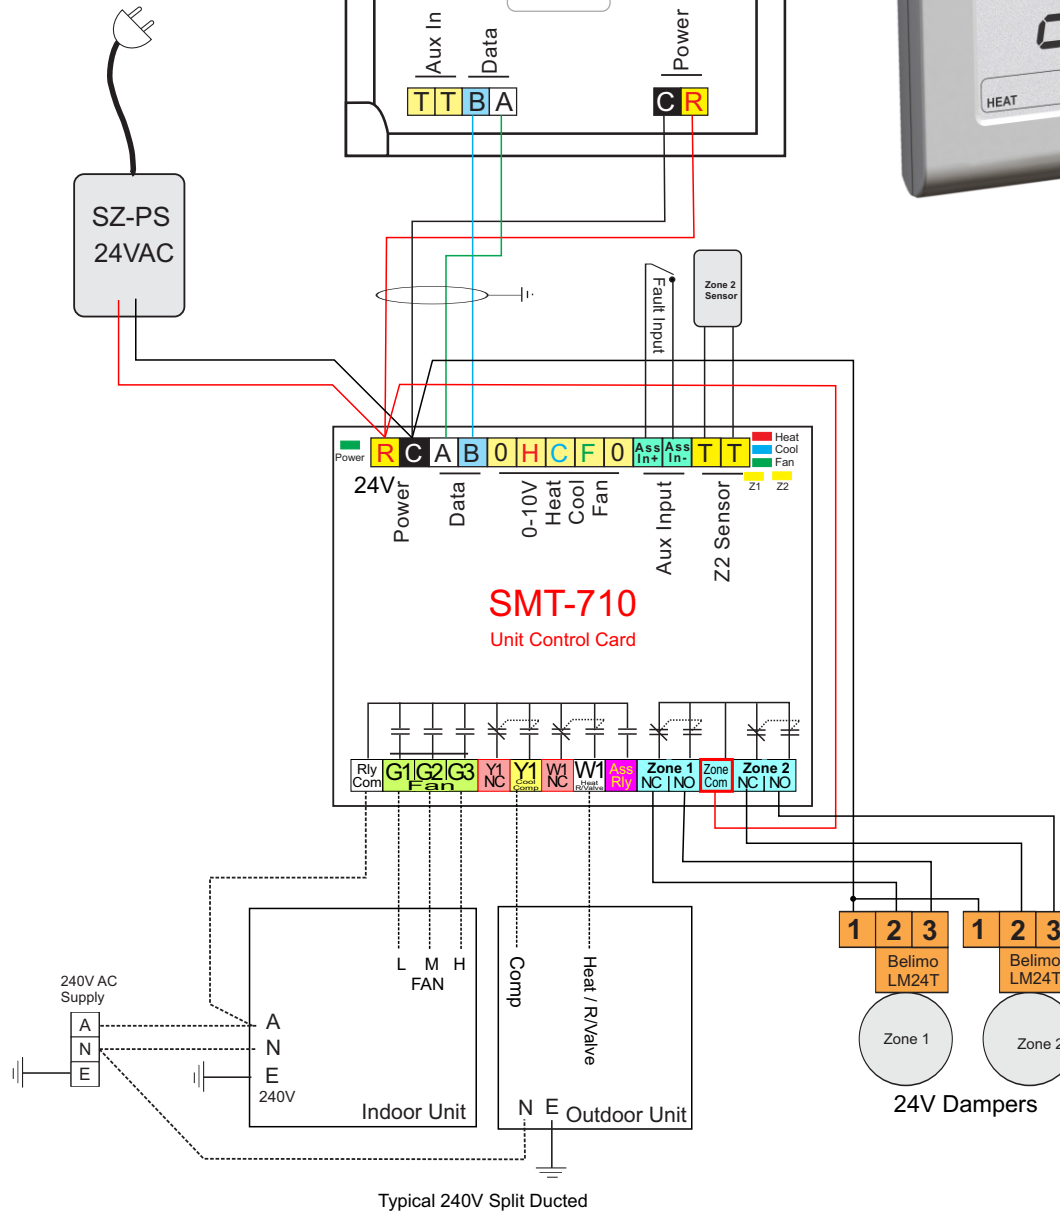 Aux In
Data
Power
T T B A
C R
HEAT
SZ-PS
24VAC
Zone 2
Sensor
Fault Input
Power
R C A B 0 H C F 0 Ass In+ Ass In- T T
Heat
Cool
Fan
Z1 Z2
24V
Power
Data
0-10V
Heat
Cool
Fan
Aux Input
Z2 Sensor
SMT-710
Unit Control Card
Rly Com
G1 G2 G3
Fan
Y1 NC
Y1
Cool
Comp
W1 NC
W1
Heat
R/Valve
Ass Rly
Zone 1
NC NO
Zone Com
Zone 2
NC NO
1 2 3
Belimo
LM24T
Zone 1
1 2 3
Belimo
LM24T
Zone 2
24V Dampers
L M H
FAN
Comp
Heat / R/Valve
240V AC
Supply
A
N
E
A
N
E
240V
Indoor Unit
N E
Outdoor Unit
Typical 240V Split Ducted